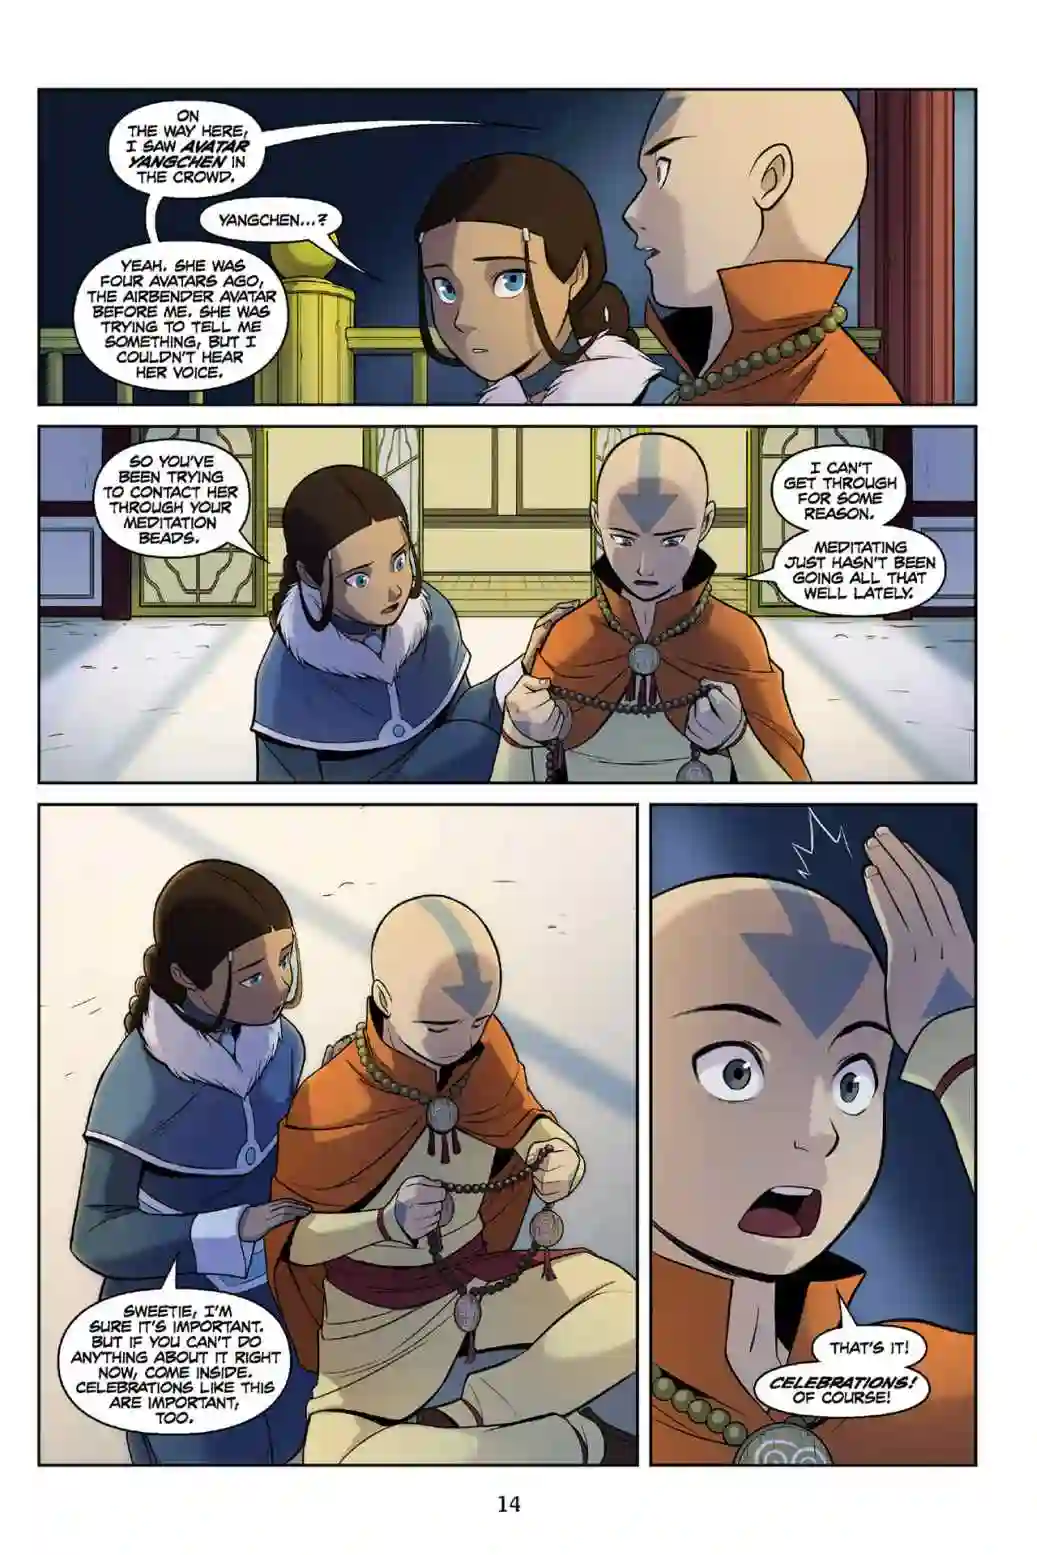 ON
THE WAY HERE,
I SAW AVATAR
YANGCHEN IN
THE CROWD.
YANGCHEN...?
YEAH. SHE WAS
FOUR AVATARS AGO,
THE AIRBENDER AVATAR
BEFORE ME. SHE WAS
TRYING TO TELL ME
SOMETHING, BUT I
COULDN'T HEAR
HER VOICE.
SO YOU'VE
BEEN TRYING
TO CONTACT HER
THROUGH YOUR
MEDITATION
BEADS.
I CAN'T
GET THROUGH
FOR SOME
REASON.
MEDITATING
JUST HASN'T BEEN
GOING ALL THAT
WELL LATELY.
SWEETIE, I'M
SURE IT'S IMPORTANT.
BUT IF YOU CAN'T DO
ANYTHING ABOUT IT RIGHT
NOW, COME INSIDE.
CELEBRATIONS LIKE THIS
ARE IMPORTANT,
TOO.
THAT'S IT!
CELEBRATIONS!
OF COURSE!
14